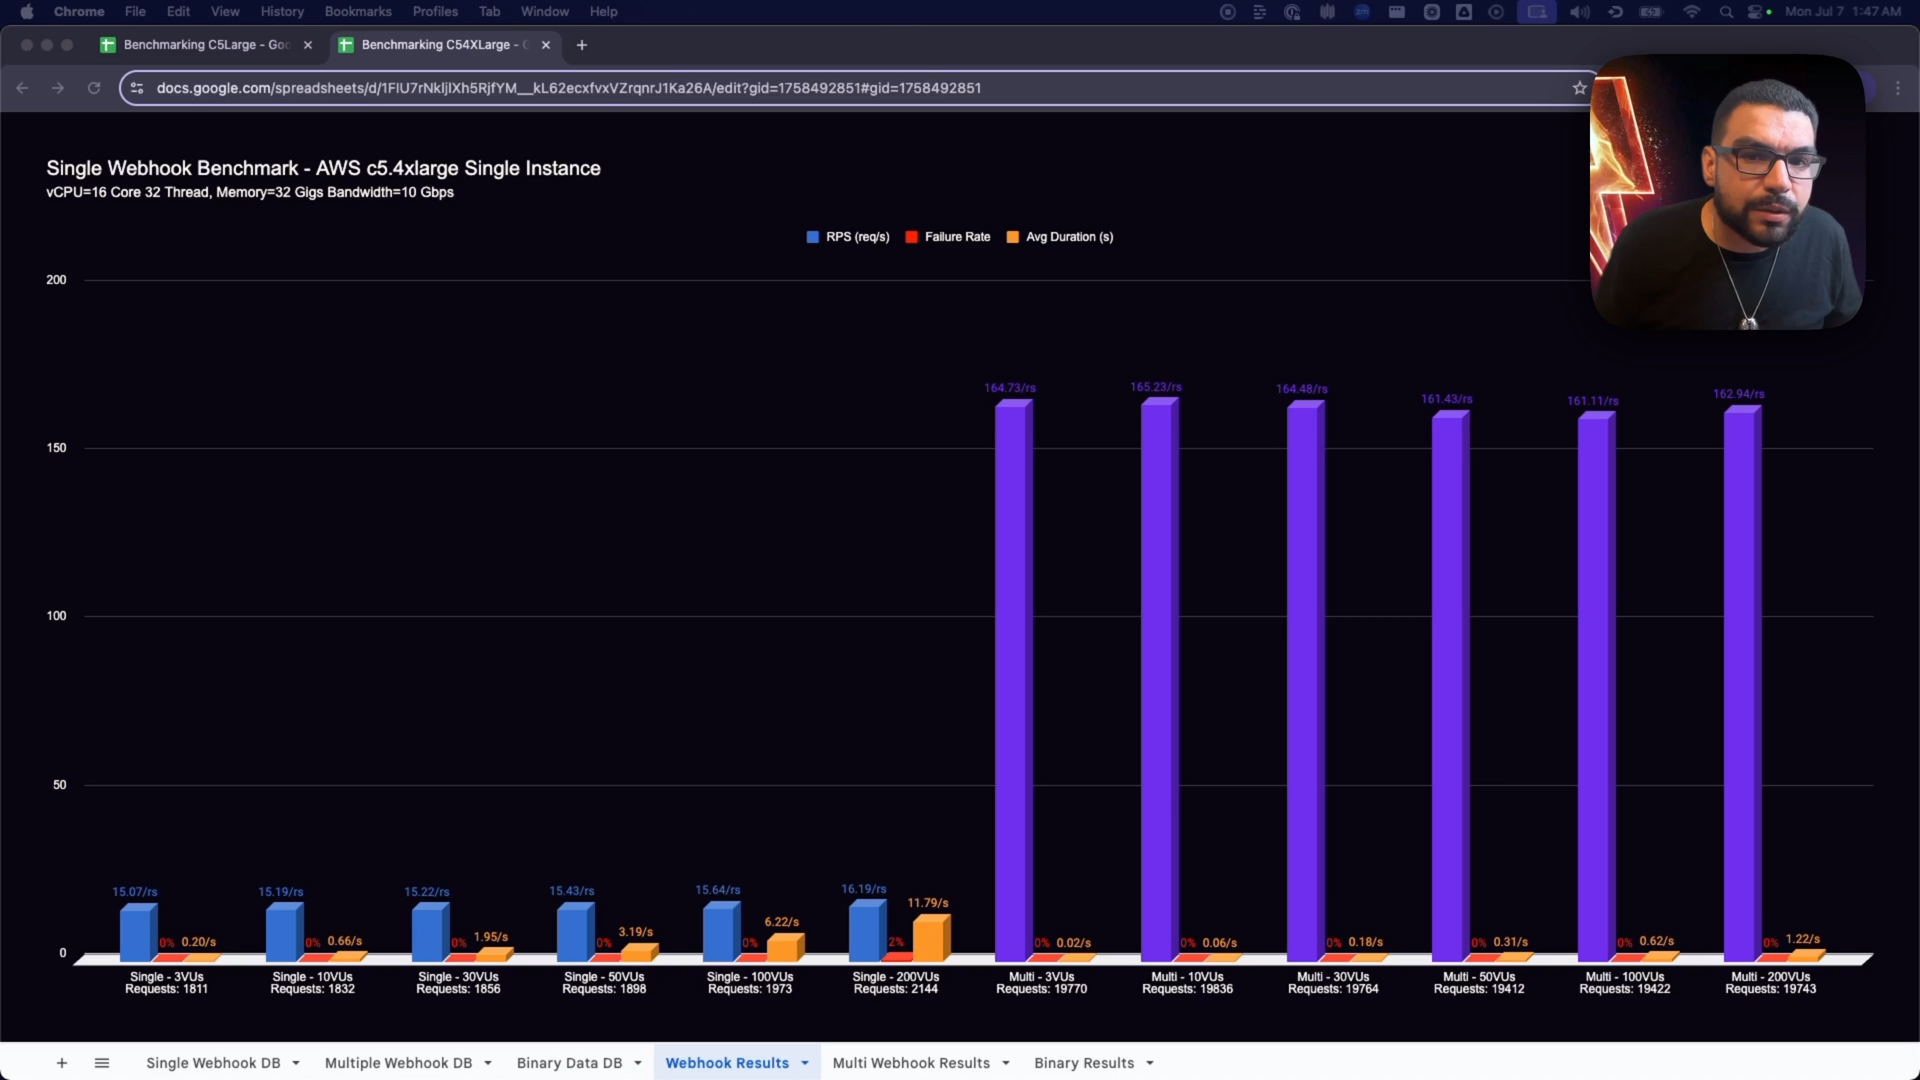 Chrome File Edit View History Bookmarks Profiles Tab Window Help
Mon Jul 7 1:47 AM
Benchmarking C5Large - Goo
Benchmarking C54XLarge - G
docs.google.com/spreadsheets/d/1FIU7rNkIjIXh5RjfYM__kL62ecxfvxVZrqnrJ1Ka26A/edit?gid=1758492851#gid=1758492851
Single Webhook Benchmark - AWS c5.4xlarge Single Instance
vCPU=16 Core 32 Thread, Memory=32 Gigs Bandwidth=10 Gbps
RPS (req/s) Failure Rate Avg Duration (s)
200
150
100
50
0
164.73/rs 165.23/rs 164.48/rs 161.43/rs 161.11/rs 162.94/rs
15.07/rs 15.19/rs 15.22/rs 15.43/rs 15.64/rs 16.19/rs
0% 0.20/s 0% 0.66/s 0% 1.95/s 0% 3.19/s 0% 6.22/s 2% 11.79/s 0% 0.02/s 0% 0.06/s 0% 0.18/s 0% 0.31/s 0% 0.62/s 0% 1.22/s
Single - 3VUs Single - 10VUs Single - 30VUs Single - 50VUs Single - 100VUs Single - 200VUs Multi - 3VUs Multi - 10VUs Multi - 30VUs Multi - 50VUs Multi - 100VUs Multi - 200VUs
Requests: 1811 Requests: 1832 Requests: 1856 Requests: 1898 Requests: 1973 Requests: 2144 Requests: 19770 Requests: 19836 Requests: 19764 Requests: 19412 Requests: 19422 Requests: 19743
Single Webhook DB Multiple Webhook DB Binary Data DB Webhook Results Multi Webhook Results Binary Results